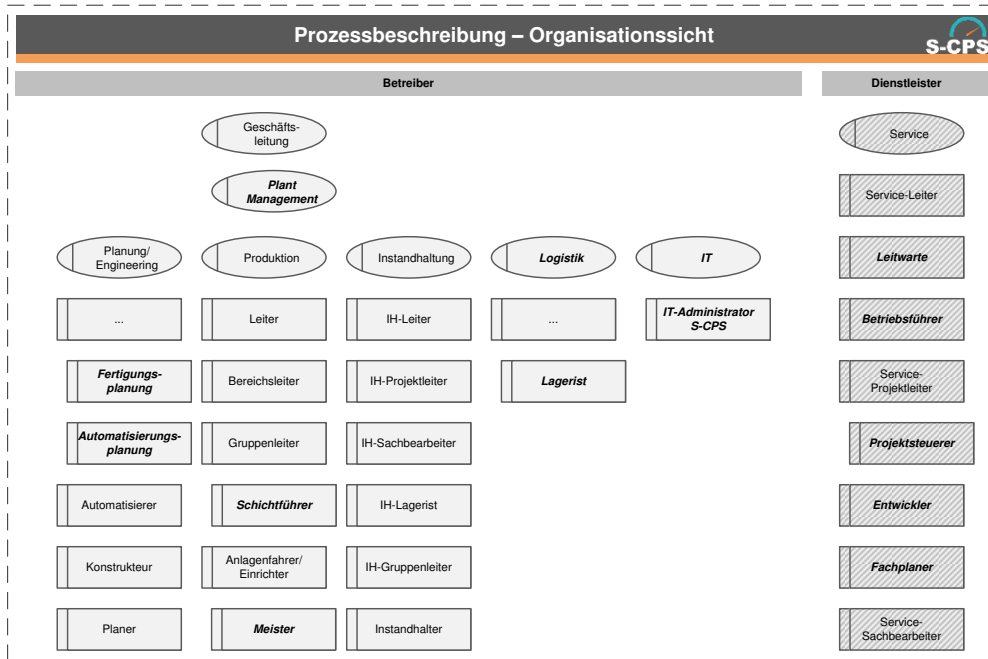 Prozessbeschreibung – Organisationssicht
S-CPS
Betreiber
Dienstleister
Geschäfts-
leitung
Service
Plant
Management
Service-Leiter
Planung/
Engineering
Produktion
Instandhaltung
Logistik
IT
Leitwarte
...
Leiter
IH-Leiter
...
IT-Administrator
S-CPS
Betriebsführer
Fertigungs-
planung
Bereichsleiter
IH-Projektleiter
Lagerist
Service-
Projektleiter
Automatisierungs-
planung
Gruppenleiter
IH-Sachbearbeiter
Projektsteuerer
Automatisierer
Schichtführer
IH-Lagerist
Entwickler
Konstrukteur
Anlagenfahrer/
Einrichter
IH-Gruppenleiter
Fachplaner
Planer
Meister
Instandhalter
Service-
Sachbearbeiter